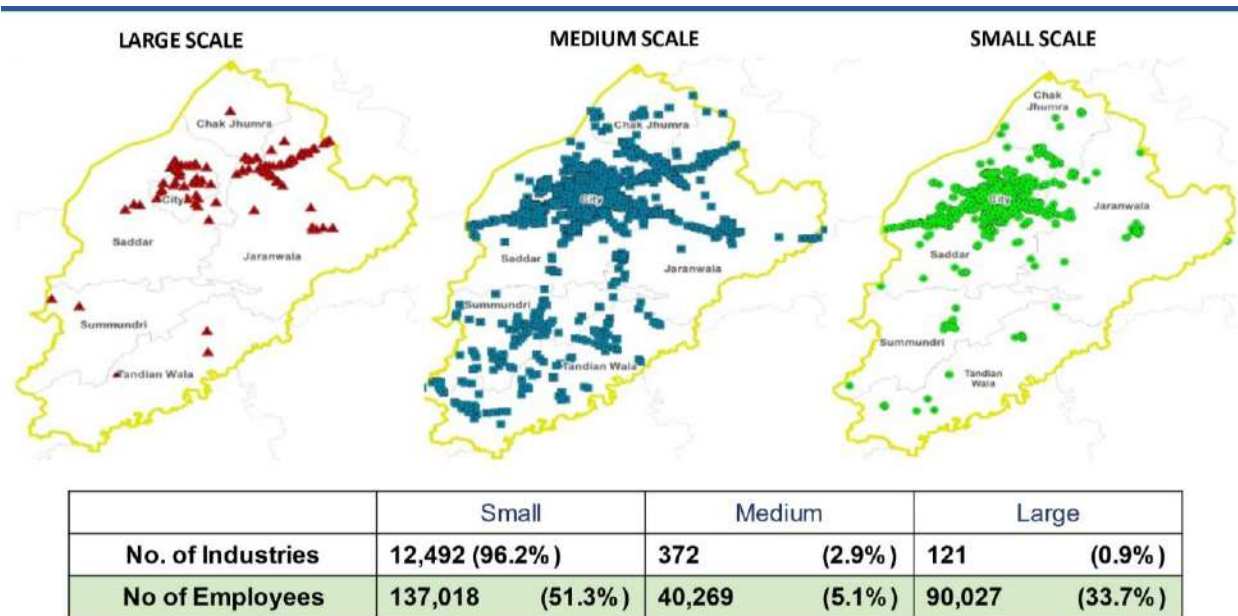 LARGE SCALE
MEDIUM SCALE
SMALL SCALE
Chak Jhumra
City
Saddar
Jaranwala
Summundri
Tandian Wala
Chak Jhumra
City
Saddar
Jaranwala
Summundri
Tandian Wala
Chak
Jhumra
City
Jaranwala
Saddar
Summundri
Tandian
Wala
Small Medium Large
No. of Industries 12,492 (96.2%) 372 (2.9%) 121 (0.9%)
No of Employees 137,018 (51.3%) 40,269 (5.1%) 90,027 (33.7%)